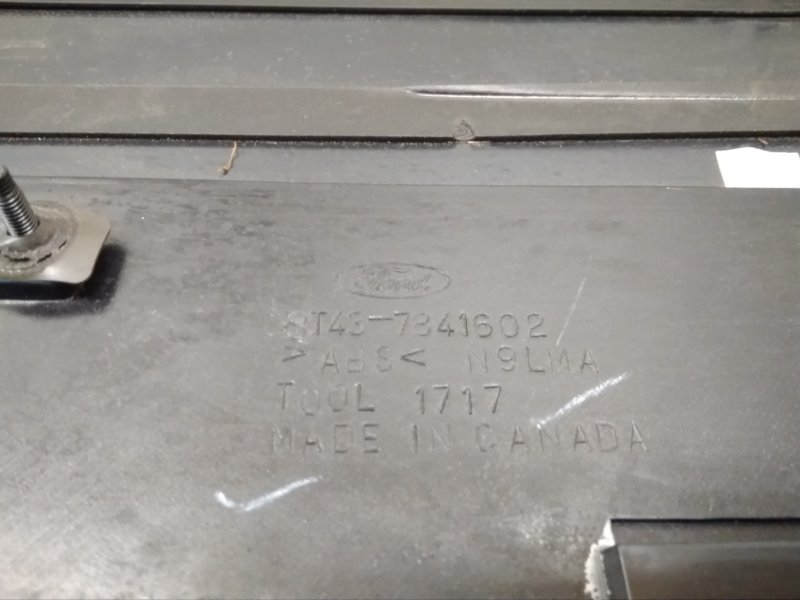 Ford
8T43-7841602
>ABS< N9LMA
TOOL 1717
MADE IN CANADA